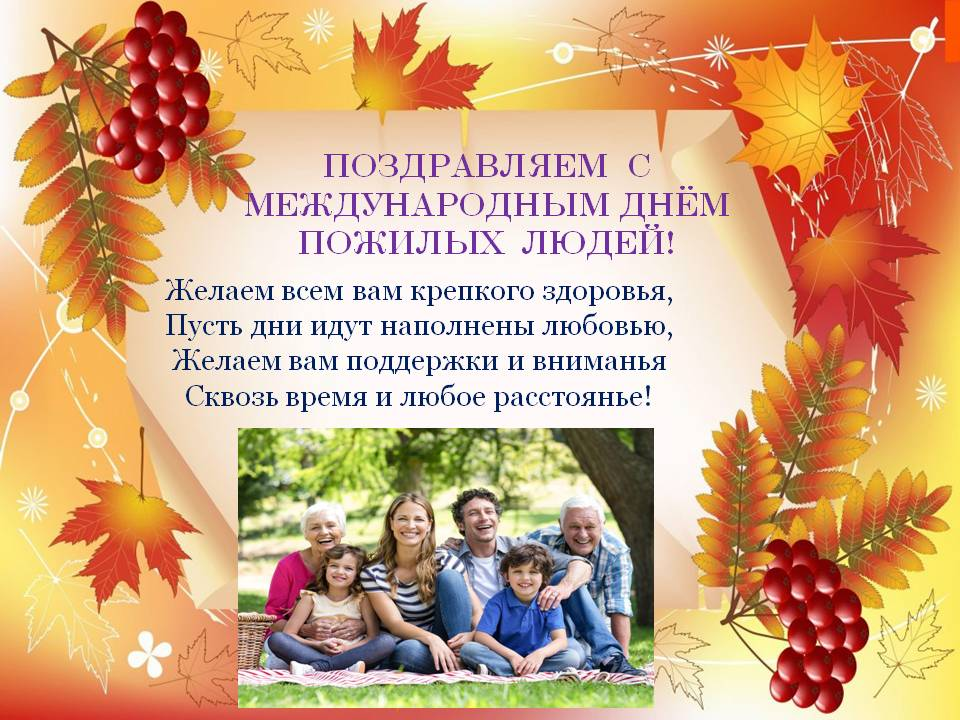 ПОЗДРАВЛЯЕМ С
МЕЖДУНАРОДНЫМ ДНЁМ
ПОЖИЛЫХ ЛЮДЕЙ!
Желаем всем вам крепкого здоровья,
Пусть дни идут наполнены любовью,
Желаем вам поддержки и вниманья
Сквозь время и любое расстоянье!